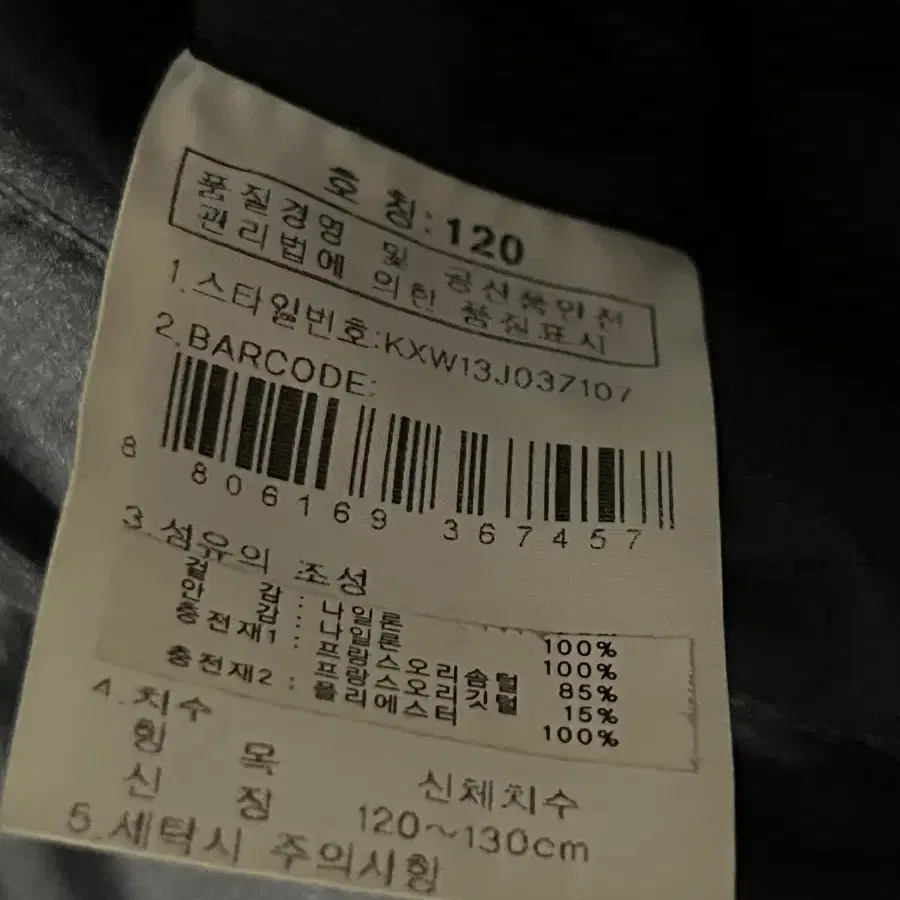 호 칭:120
품질경영 및 공산품안전
관리법에 의한 품질표시
1.스타일번호:KXW13J037107
2.BARCODE:
8 806169 367457
3.섬유의 조성
겉 감 : 나일론 100%
안 감 : 나일론 100%
충전재1 : 프랑스오리솜털 85%
프랑스오리깃털 15%
충전재2 : 폴리에스터 100%
4.치수
항 목 신체치수
신 장 120~130cm
5.세탁시 주의사항